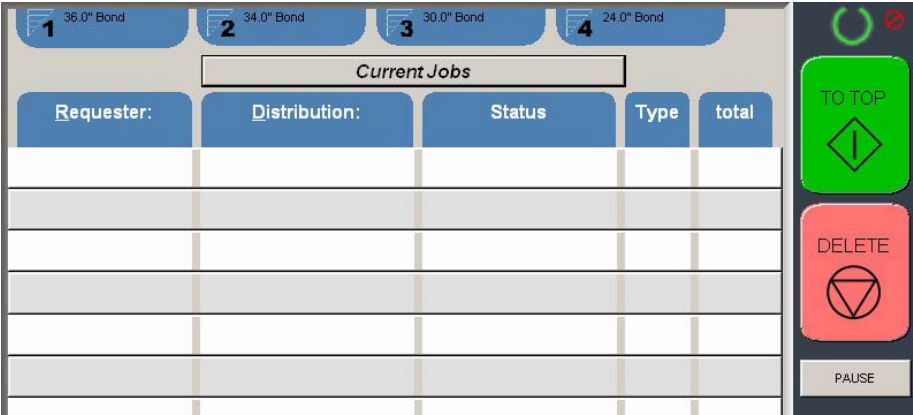 1 36.0" Bond
2 34.0" Bond
3 30.0" Bond
4 24.0" Bond
Current Jobs
Requester:
Distribution:
Status
Type
total
TO TOP
DELETE
PAUSE